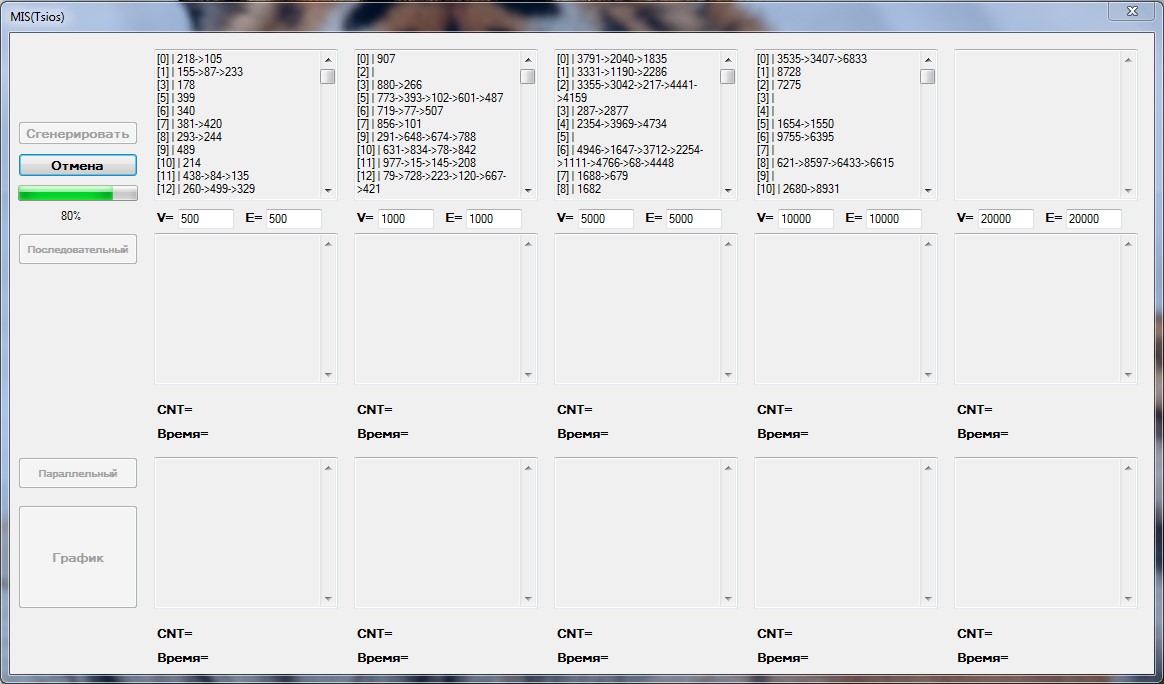 MIS(Tsios)
Сгенерировать
Отмена
80%
Последовательный
Параллельный
График
[0] | 218->105
[1] | 155->87->233
[3] | 178
[5] | 399
[6] | 340
[7] | 381->420
[8] | 293->244
[9] | 489
[10] | 214
[11] | 438->84->135
[12] | 260->499->329
V= 500 E= 500
CNT=
Время=
CNT=
Время=
[0] | 907
[2] |
[3] | 880->266
[5] | 773->393->102->601->487
[6] | 719->77->507
[7] | 856->101
[9] | 291->648->674->788
[10] | 631->834->78->842
[11] | 977->15->145->208
[12] | 79->728->223->120->667-
>421
V= 1000 E= 1000
CNT=
Время=
CNT=
Время=
[0] | 3791->2040->1835
[1] | 3331->1190->2286
[2] | 3355->3042->217->4441-
>4159
[3] | 287->2877
[4] | 2354->3969->4734
[5] |
[6] | 4946->1647->3712->2254-
>1111->4766->68->4448
[7] | 1688->679
[8] | 1682
V= 5000 E= 5000
CNT=
Время=
CNT=
Время=
[0] | 3535->3407->6833
[1] | 8728
[2] | 7275
[3] |
[4] |
[5] | 1654->1550
[6] | 9755->6395
[7] |
[8] | 621->8597->6433->6615
[9] |
[10] | 2680->8931
V= 10000 E= 10000
CNT=
Время=
CNT=
Время=
V= 20000 E= 20000
CNT=
Время=
CNT=
Время=